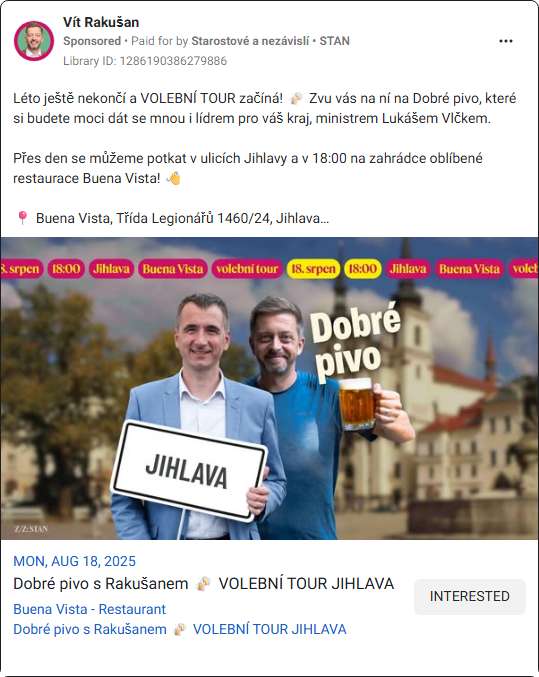 Vít Rakušan
Sponsored • Paid for by Starostové a nezávislí • STAN
Library ID: 1286190386279886
Léto ještě nekončí a VOLEBNÍ TOUR začíná! 🍻 Zvu vás na ní na Dobré pivo, které
si budete moci dát se mnou i lídrem pro váš kraj, ministrem Lukášem Vlčkem.
Přes den se můžeme potkat v ulicích Jihlavy a v 18:00 na zahrádce oblíbené
restaurace Buena Vista! 👋
📍 Buena Vista, Třída Legionářů 1460/24, Jihlava…
8. srpen 18:00 Jihlava Buena Vista volební tour 18. srpen 18:00 Jihlava Buena Vista voleb
Dobré
pivo
JIHLAVA
Z/Z: STAN
MON, AUG 18, 2025
Dobré pivo s Rakušanem 🍻 VOLEBNÍ TOUR JIHLAVA
INTERESTED
Buena Vista - Restaurant
Dobré pivo s Rakušanem 🍻 VOLEBNÍ TOUR JIHLAVA